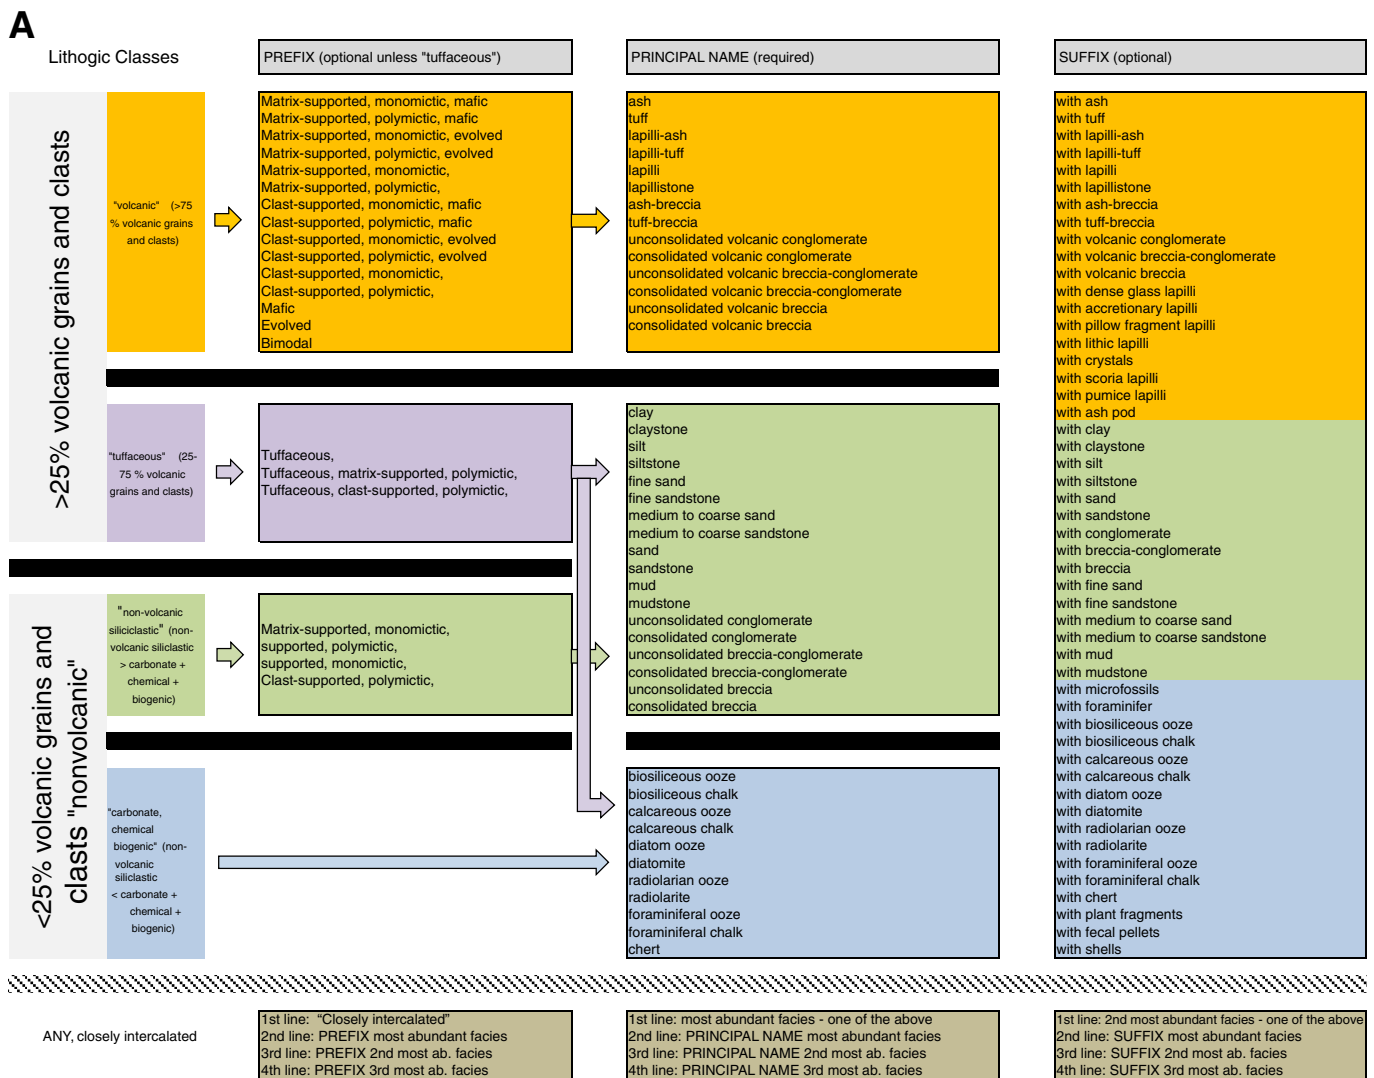 A
Lithogic Classes
PREFIX (optional unless "tuffaceous")
PRINCIPAL NAME (required)
SUFFIX (optional)
>25% volcanic grains and clasts
"volcanic" (>75
% volcanic grains
and clasts)
Matrix-supported, monomictic, mafic
Matrix-supported, polymictic, mafic
Matrix-supported, monomictic, evolved
Matrix-supported, polymictic, evolved
Matrix-supported, monomictic,
Matrix-supported, polymictic,
Clast-supported, monomictic, mafic
Clast-supported, polymictic, mafic
Clast-supported, monomictic, evolved
Clast-supported, polymictic, evolved
Clast-supported, monomictic,
Clast-supported, polymictic,
Mafic
Evolved
Bimodal
ash
tuff
lapilli-ash
lapilli-tuff
lapilli
lapillistone
ash-breccia
tuff-breccia
unconsolidated volcanic conglomerate
consolidated volcanic conglomerate
unconsolidated volcanic breccia-conglomerate
consolidated volcanic breccia-conglomerate
unconsolidated volcanic breccia
consolidated volcanic breccia
with ash
with tuff
with lapilli-ash
with lapilli-tuff
with lapilli
with lapillistone
with ash-breccia
with tuff-breccia
with volcanic conglomerate
with volcanic breccia-conglomerate
with volcanic breccia
with dense glass lapilli
with accretionary lapilli
with pillow fragment lapilli
with lithic lapilli
with crystals
with scoria lapilli
with pumice lapilli
with ash pod
"tuffaceous" (25-
75 % volcanic
grains and clasts)
Tuffaceous,
Tuffaceous, matrix-supported, polymictic,
Tuffaceous, clast-supported, polymictic,
clay
claystone
silt
siltstone
fine sand
fine sandstone
medium to coarse sand
medium to coarse sandstone
sand
sandstone
mud
mudstone
unconsolidated conglomerate
consolidated conglomerate
unconsolidated breccia-conglomerate
consolidated breccia-conglomerate
unconsolidated breccia
consolidated breccia
with clay
with claystone
with silt
with siltstone
with sand
with sandstone
with conglomerate
with breccia-conglomerate
with breccia
with fine sand
with fine sandstone
with medium to coarse sand
with medium to coarse sandstone
with mud
with mudstone
<25% volcanic grains and
clasts "nonvolcanic"
"non-volcanic
siliciclastic" (non-
volcanic siliclastic
> carbonate +
chemical +
biogenic)
Matrix-supported, monomictic,
supported, polymictic,
supported, monomictic,
Clast-supported, polymictic,
"carbonate,
chemical
biogenic" (non-
volcanic
siliclastic
< carbonate +
chemical +
biogenic)
biosiliceous ooze
biosiliceous chalk
calcareous ooze
calcareous chalk
diatom ooze
diatomite
radiolarian ooze
radiolarite
foraminiferal ooze
foraminiferal chalk
chert
with microfossils
with foraminifer
with biosiliceous ooze
with biosiliceous chalk
with calcareous ooze
with calcareous chalk
with diatom ooze
with diatomite
with radiolarian ooze
with radiolarite
with foraminiferal ooze
with foraminiferal chalk
with chert
with plant fragments
with fecal pellets
with shells
ANY, closely intercalated
1st line: “Closely intercalated”
2nd line: PREFIX most abundant facies
3rd line: PREFIX 2nd most ab. facies
4th line: PREFIX 3rd most ab. facies
1st line: most abundant facies - one of the above
2nd line: PRINCIPAL NAME most abundant facies
3rd line: PRINCIPAL NAME 2nd most ab. facies
4th line: PRINCIPAL NAME 3rd most ab. facies
1st line: 2nd most abundant facies - one of the above
2nd line: SUFFIX most abundant facies
3rd line: SUFFIX 2nd most ab. facies
4th line: SUFFIX 3rd most ab. facies